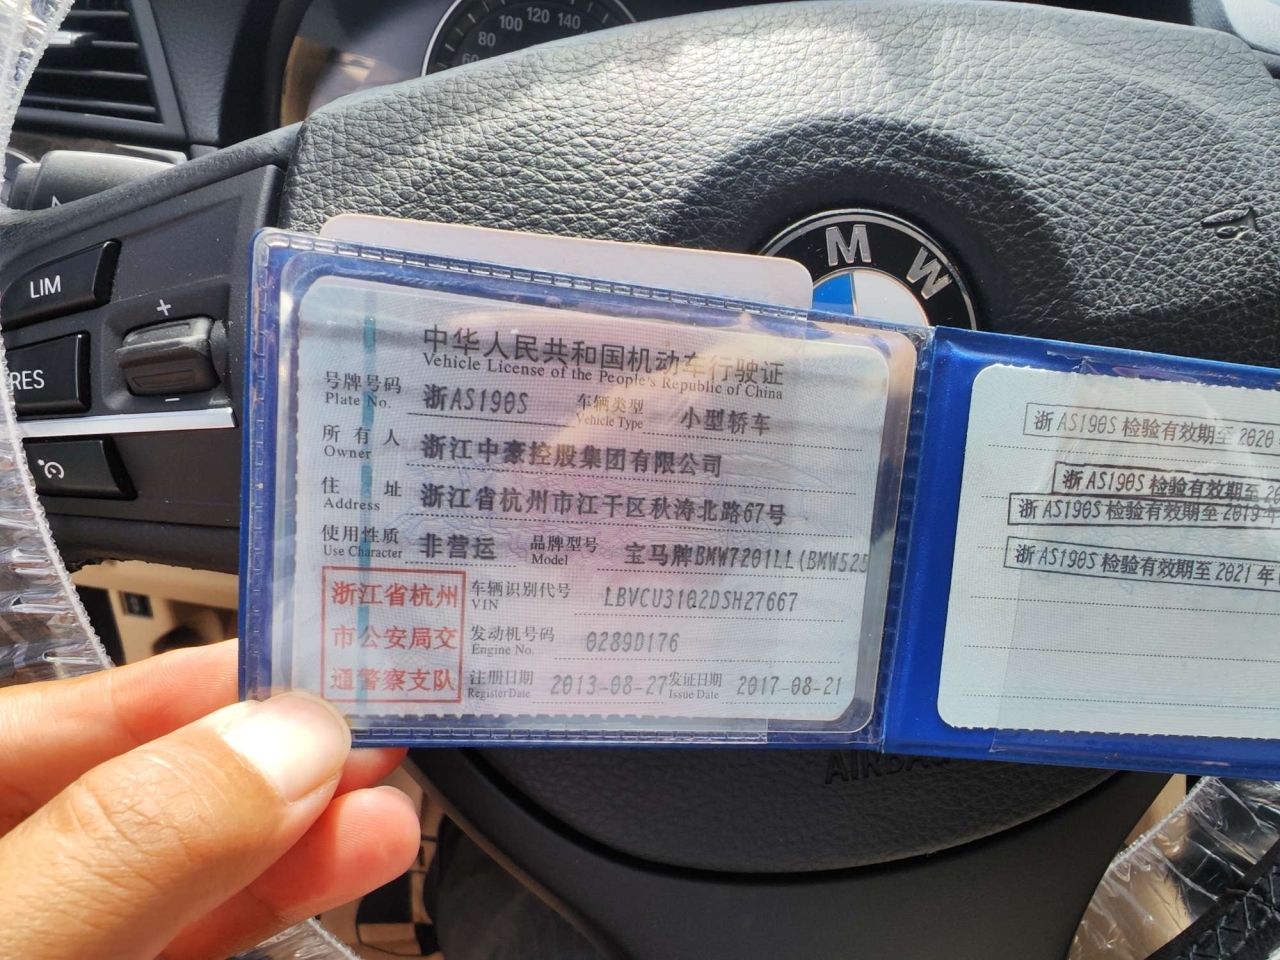 60 80 100 120 140
LIM
+
RES
−
M W
中华人民共和国机动车行驶证
Vehicle License of the People's Republic of China
号牌号码 浙AS190S 车辆类型 小型轿车
Plate No. Vehicle Type
所有人 浙江中豪控股集团有限公司
Owner
住址 浙江省杭州市江干区秋涛北路67号
Address
使用性质 非营运 品牌型号 宝马牌BMW7201LL(BMW525
Use Character Model
浙江省杭州
市公安局交
通警察支队
车辆识别代号 LBVCU3102DSH27667
VIN
发动机号码 0289D176
Engine No.
注册日期 2013-08-27 发证日期 2017-08-21
Register Date Issue Date
浙AS190S检验有效期至2020
浙AS190S检验有效期至2
浙AS190S检验有效期至2019年
浙AS190S检验有效期至2021年
AIRBAG